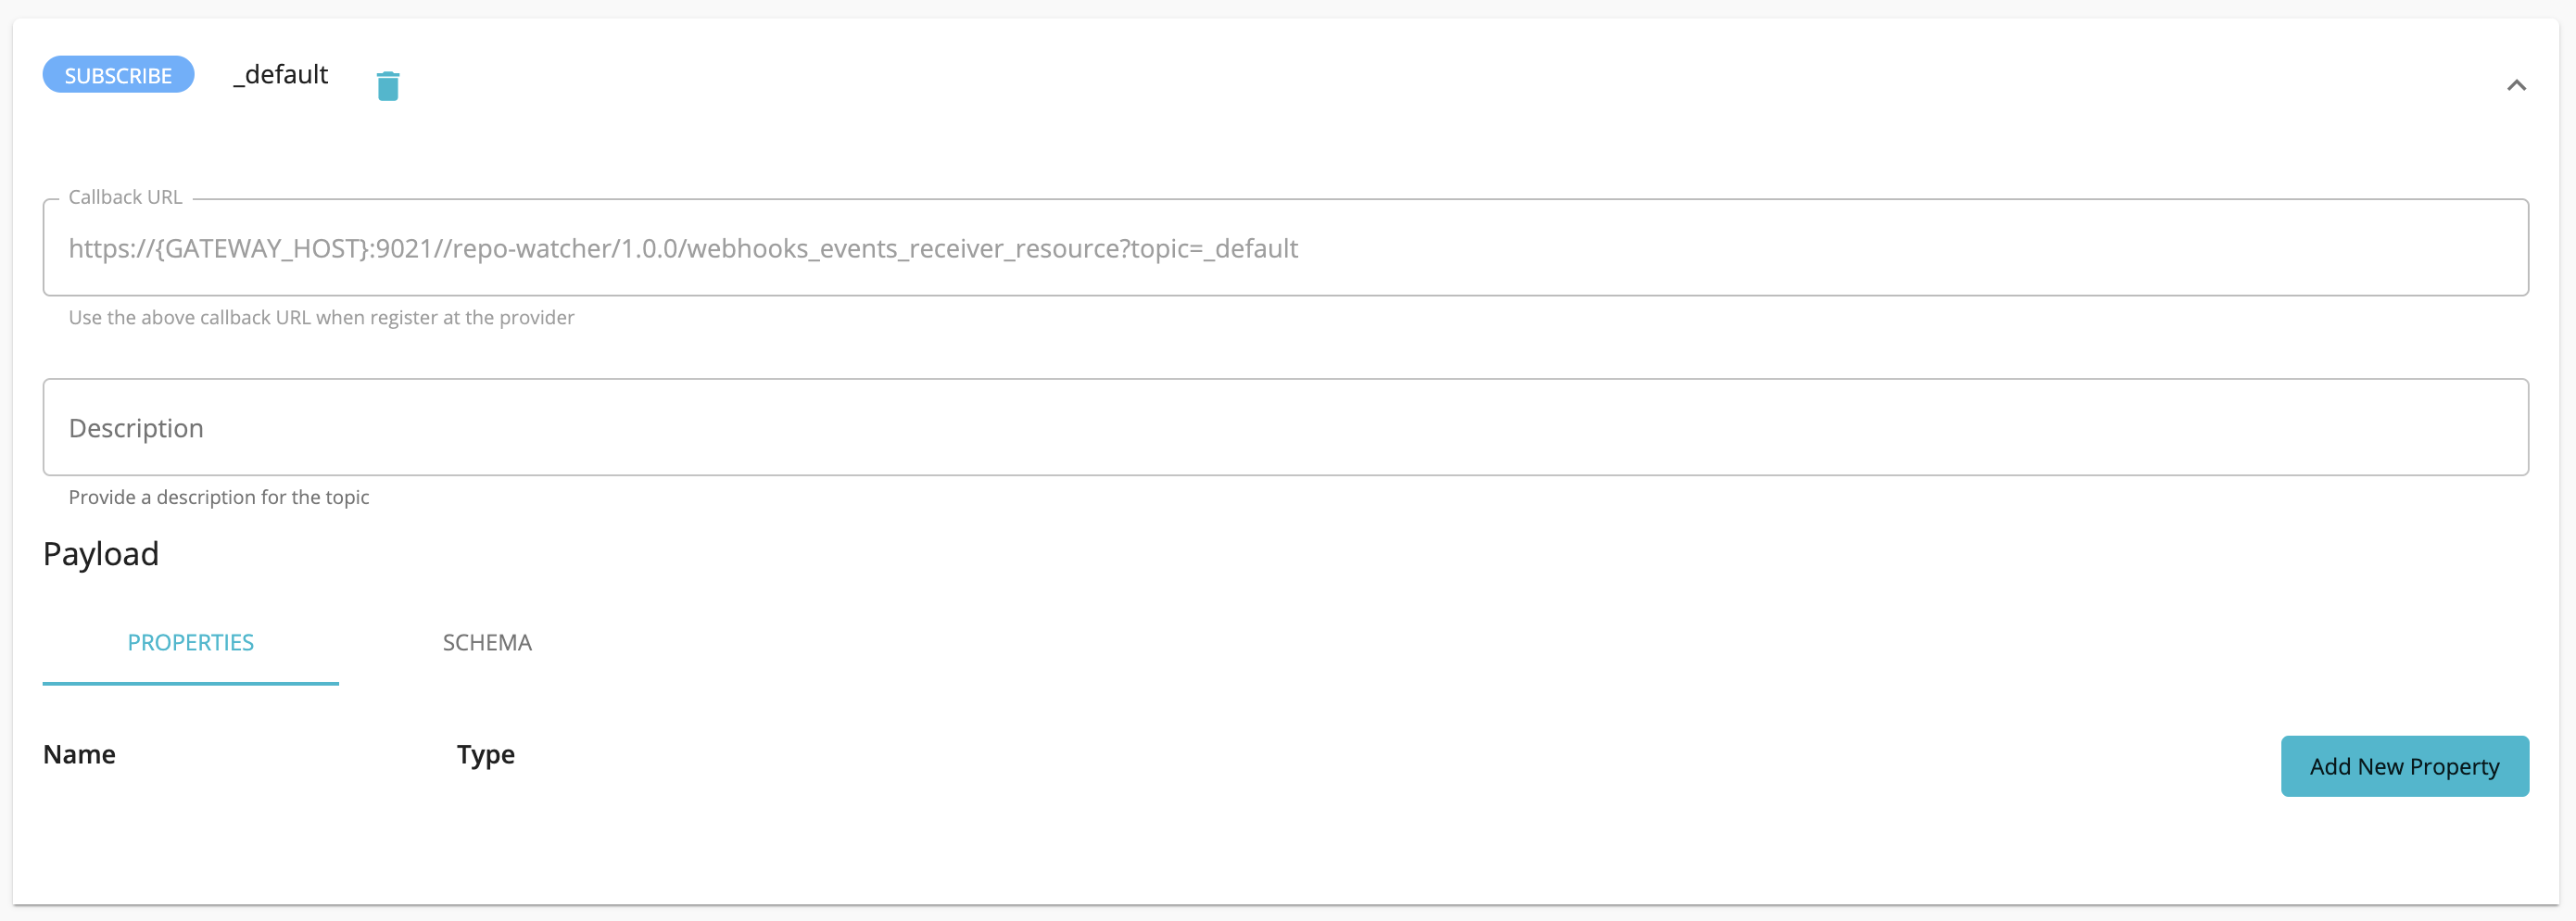 SUBSCRIBE _default
Callback URL
https://{GATEWAY_HOST}:9021//repo-watcher/1.0.0/webhooks_events_receiver_resource?topic=_default
Use the above callback URL when register at the provider
Description
Provide a description for the topic
Payload
PROPERTIES SCHEMA
Name Type Add New Property